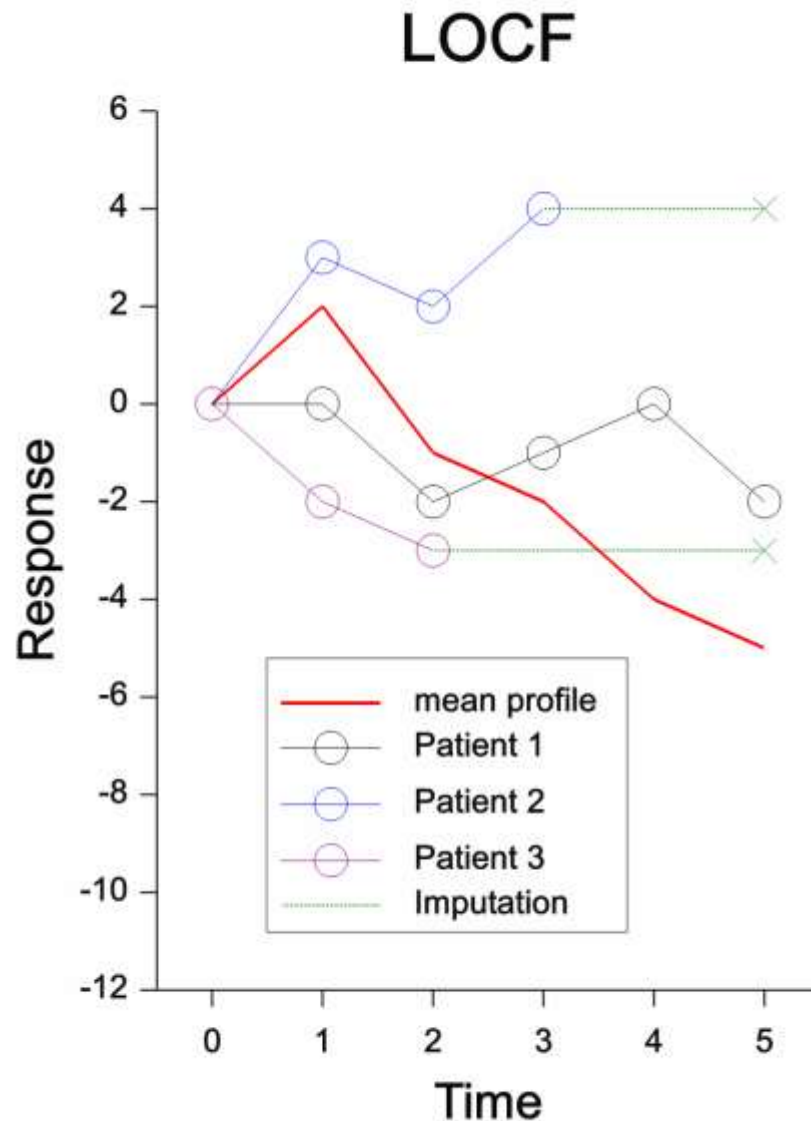 LOCF
6
4
2
0
-2
-4
-6
-8
-10
-12
Response
mean profile
Patient 1
Patient 2
Patient 3
Imputation
0 1 2 3 4 5
Time